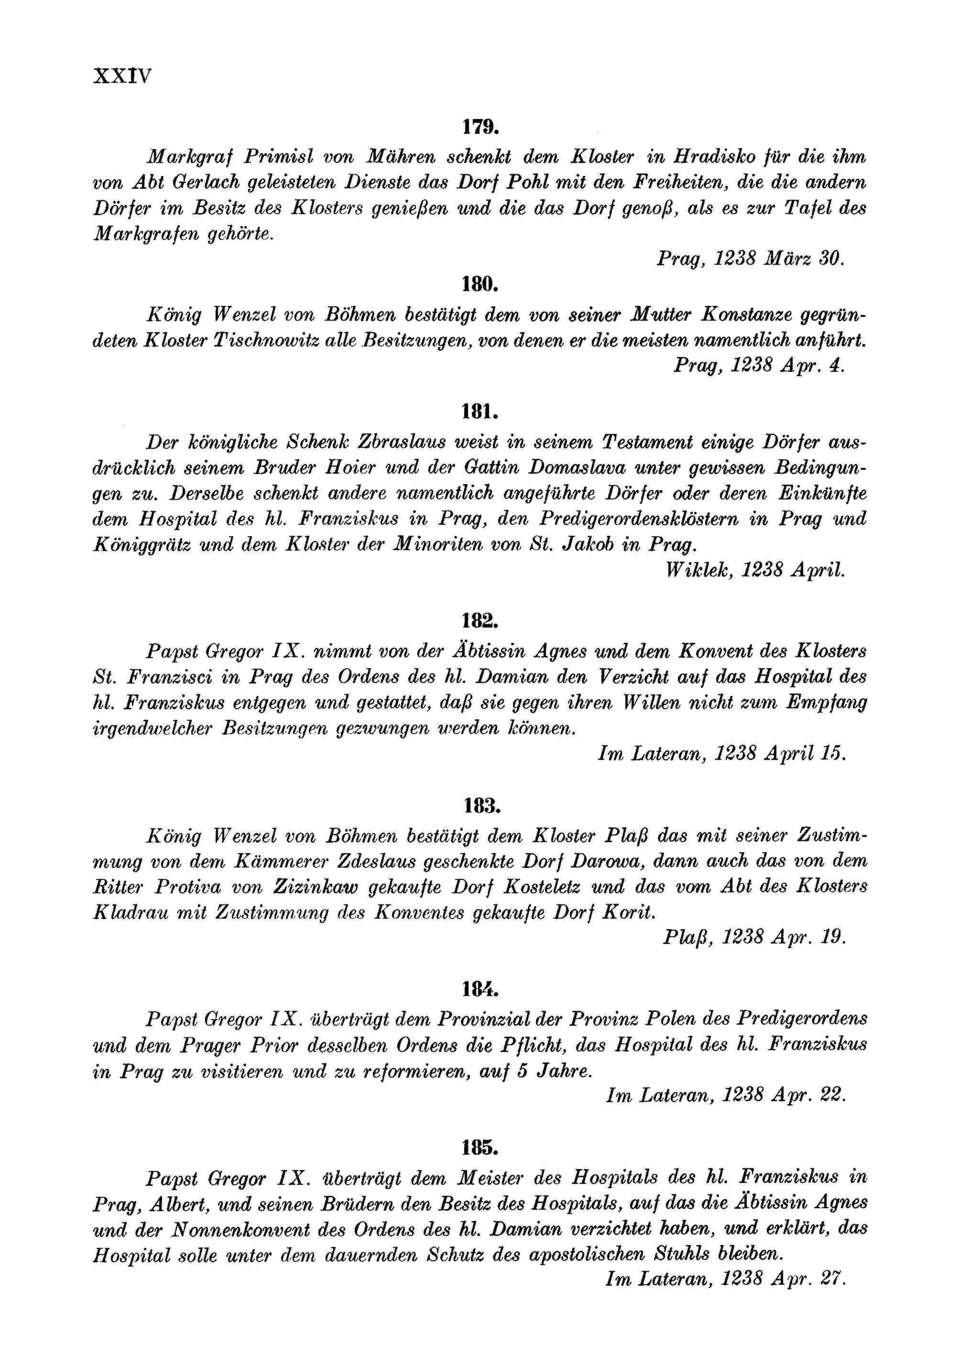 XXIV
179.
Markgraf Primisl von Mähren schenkt dem Kloster in Hradisko für die ihm
von Abt Gerlach geleisteten Dienste das Dorf Pohl mit den Freiheiten, die die andern
Dörfer im Besitz des Klosters genießen und die das Dorf genoß, als es zur Tafel des
Markgrafen gehörte.
Prag, 1238 März 30.
180.
König Wenzel von Böhmen bestätigt dem von seiner Mutter Konstanze gegrün-
deten Kloster Tischnowitz alle Besitzungen, von denen er die meisten namentlich anführt.
Prag, 1238 Apr. 4.
181.
Der königliche Schenk Zbraslaus weist in seinem Testament einige Dörfer aus-
drücklich seinem Bruder Hoier und der Gattin Domaslava unter gewissen Bedingun-
gen zu. Derselbe schenkt andere namentlich angeführte Dörfer oder deren Einkünfte
dem Hospital des hl. Franziskus in Prag, den Predigerordensklöstern in Prag und
Königgrätz und dem Kloster der Minoriten von St. Jakob in Prag.
Wiklek, 1238 April.
182.
Papst Gregor IX. nimmt von der Äbtissin Agnes und dem Konvent des Klosters
St. Franzisci in Prag des Ordens des hl. Damian den Verzicht auf das Hospital des
hl. Franziskus entgegen und gestattet, daß sie gegen ihren Willen nicht zum Empfang
irgendwelcher Besitzungen gezwungen werden können.
Im Lateran, 1238 April 15.
183.
König Wenzel von Böhmen bestätigt dem Kloster Plaß das mit seiner Zustim-
mung von dem Kämmerer Zdeslaus geschenkte Dorf Darowa, dann auch das von dem
Ritter Protiva von Zizinkaw gekaufte Dorf Kosteletz und das vom Abt des Klosters
Kladrau mit Zustimmung des Konventes gekaufte Dorf Korit.
Plaß, 1238 Apr. 19.
184.
Papst Gregor IX. überträgt dem Provinzial der Provinz Polen des Predigerordens
und dem Prager Prior desselben Ordens die Pflicht, das Hospital des hl. Franziskus
in Prag zu visitieren und zu reformieren, auf 5 Jahre.
Im Lateran, 1238 Apr. 22.
185.
Papst Gregor IX. überträgt dem Meister des Hospitals des hl. Franziskus in
Prag, Albert, und seinen Brüdern den Besitz des Hospitals, auf das die Äbtissin Agnes
und der Nonnenkonvent des Ordens des hl. Damian verzichtet haben, und erklärt, das
Hospital solle unter dem dauernden Schutz des apostolischen Stuhls bleiben.
Im Lateran, 1238 Apr. 27.